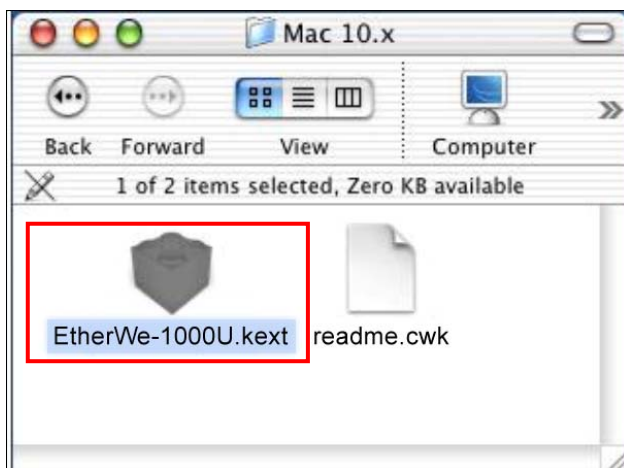 Mac 10.x
Back Forward View Computer
1 of 2 items selected, Zero KB available
EtherWe-1000U.kext readme.cwk